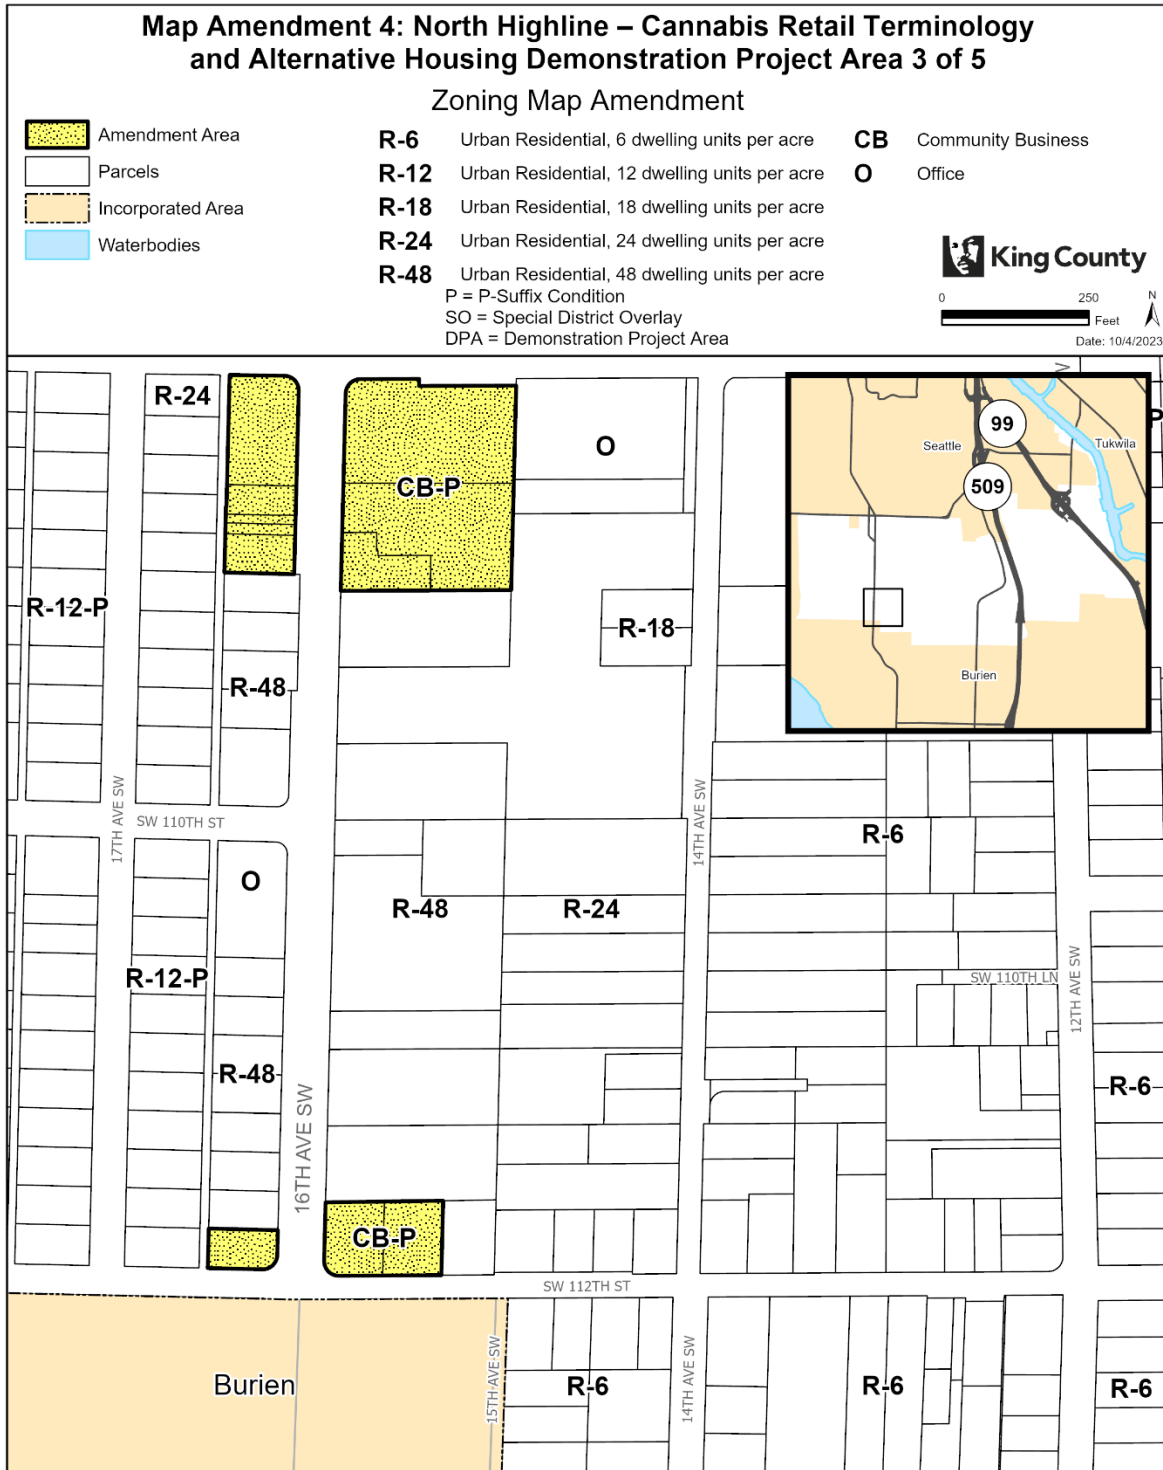 Map Amendment 4: North Highline – Cannabis Retail Terminology
and Alternative Housing Demonstration Project Area 3 of 5
Zoning Map Amendment
Amendment Area
Parcels
Incorporated Area
Waterbodies
R-6 Urban Residential, 6 dwelling units per acre
R-12 Urban Residential, 12 dwelling units per acre
R-18 Urban Residential, 18 dwelling units per acre
R-24 Urban Residential, 24 dwelling units per acre
R-48 Urban Residential, 48 dwelling units per acre
P = P-Suffix Condition
SO = Special District Overlay
DPA = Demonstration Project Area
CB Community Business
O Office
King County
0 250
Feet
N
Date: 10/4/2023
R-24
CB-P
O
99
Seattle
Tukwila
509
Burien
P
R-12-P
R-18
R-48
17TH AVE SW
SW 110TH ST
14TH AVE SW
R-6
O
R-48
R-24
R-12-P
SW 110TH LN
12TH AVE SW
R-48
R-6
16TH AVE SW
CB-P
SW 112TH ST
Burien
15TH AVE SW
R-6
14TH AVE SW
R-6
R-6